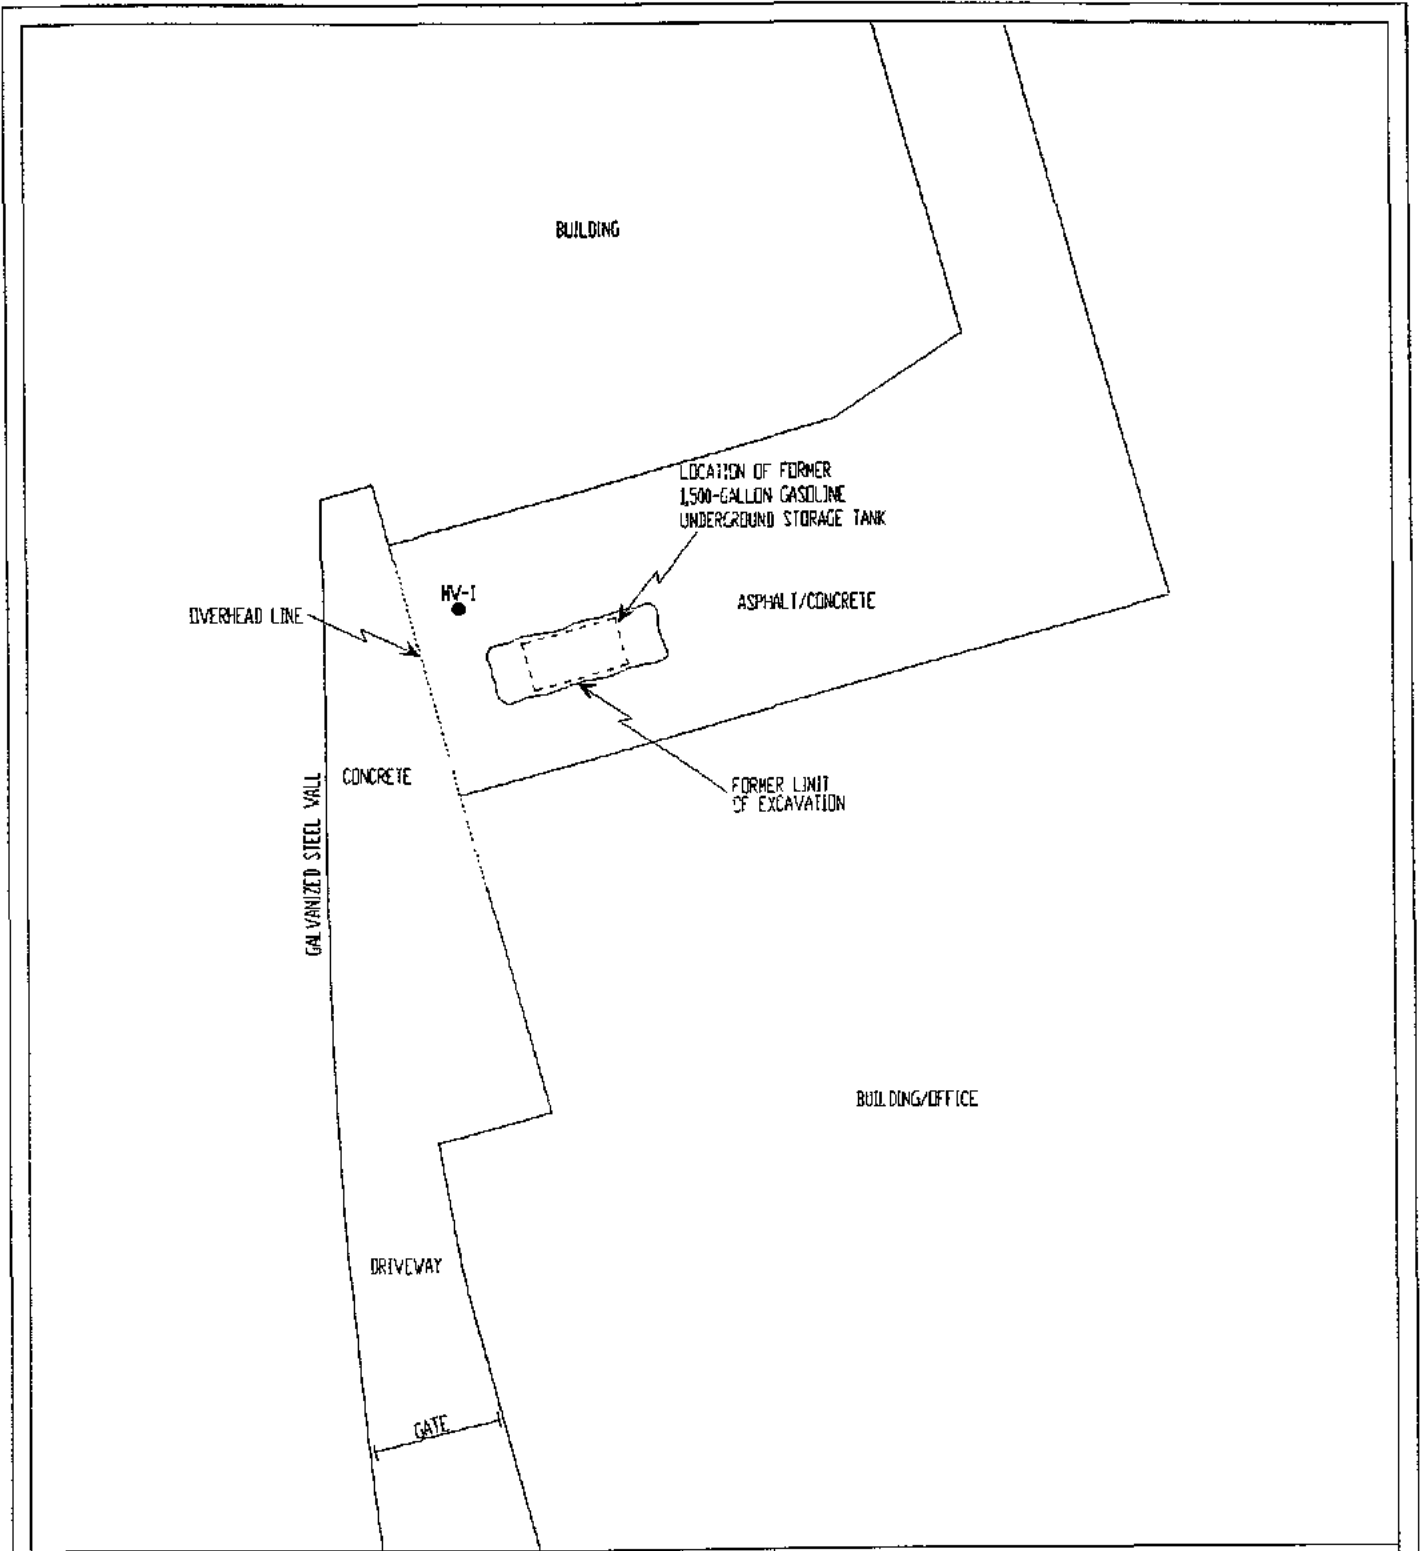 BUILDING
LOCATION OF FORMER
1,500-GALLON GASOLINE
UNDERGROUND STORAGE TANK
MW-1
ASPHALT/CONCRETE
OVERHEAD LINE
CONCRETE
FORMER LIMIT
OF EXCAVATION
GALVANIZED STEEL WALL
BUILDING/OFFICE
DRIVEWAY
GATE